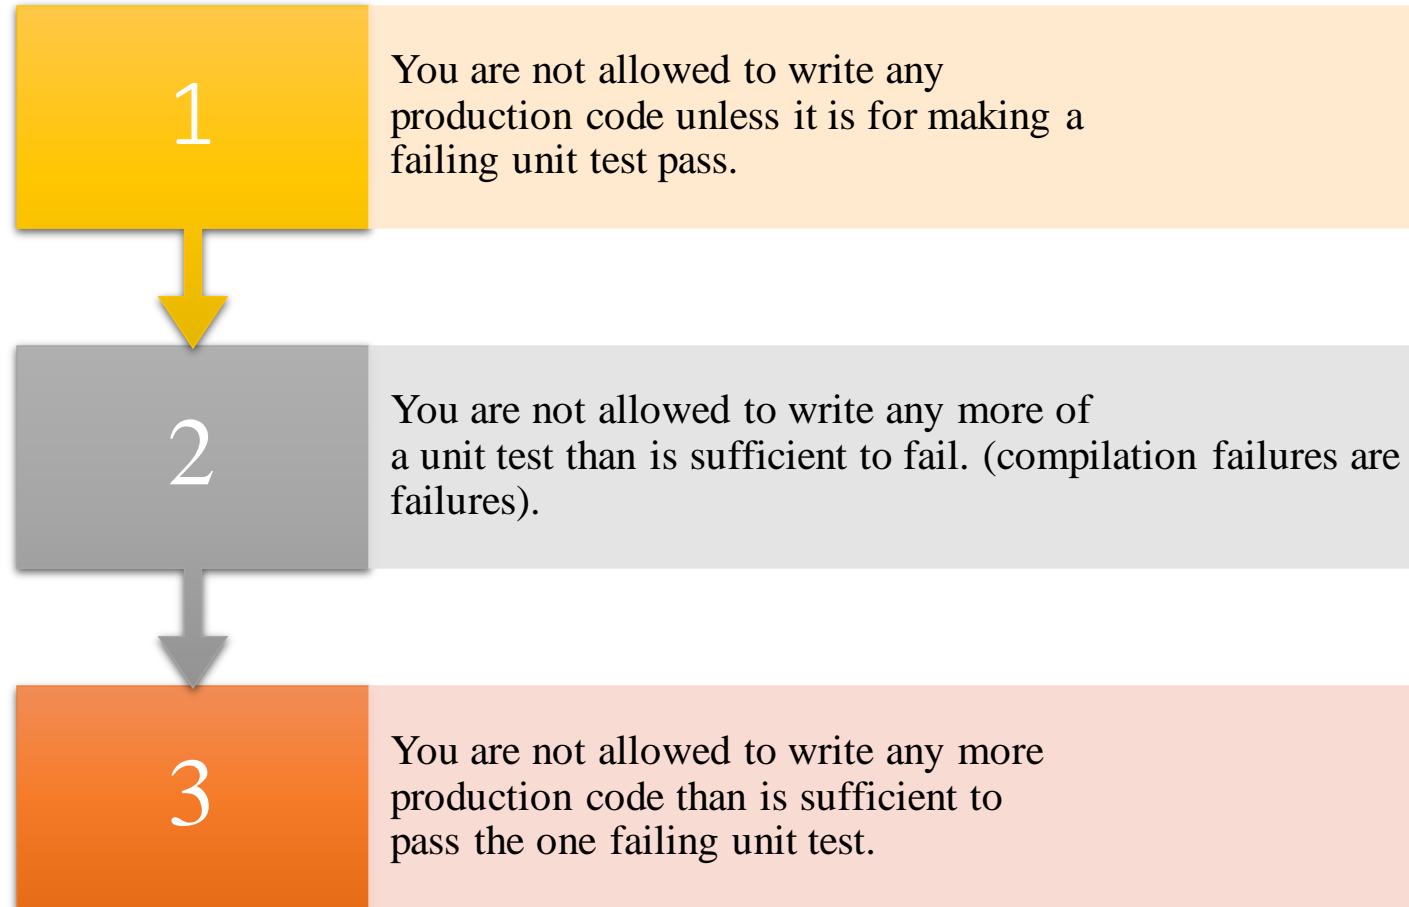 1
You are not allowed to write any
production code unless it is for making a
failing unit test pass.
2
You are not allowed to write any more of
a unit test than is sufficient to fail. (compilation failures are
failures).
3
You are not allowed to write any more
production code than is sufficient to
pass the one failing unit test.